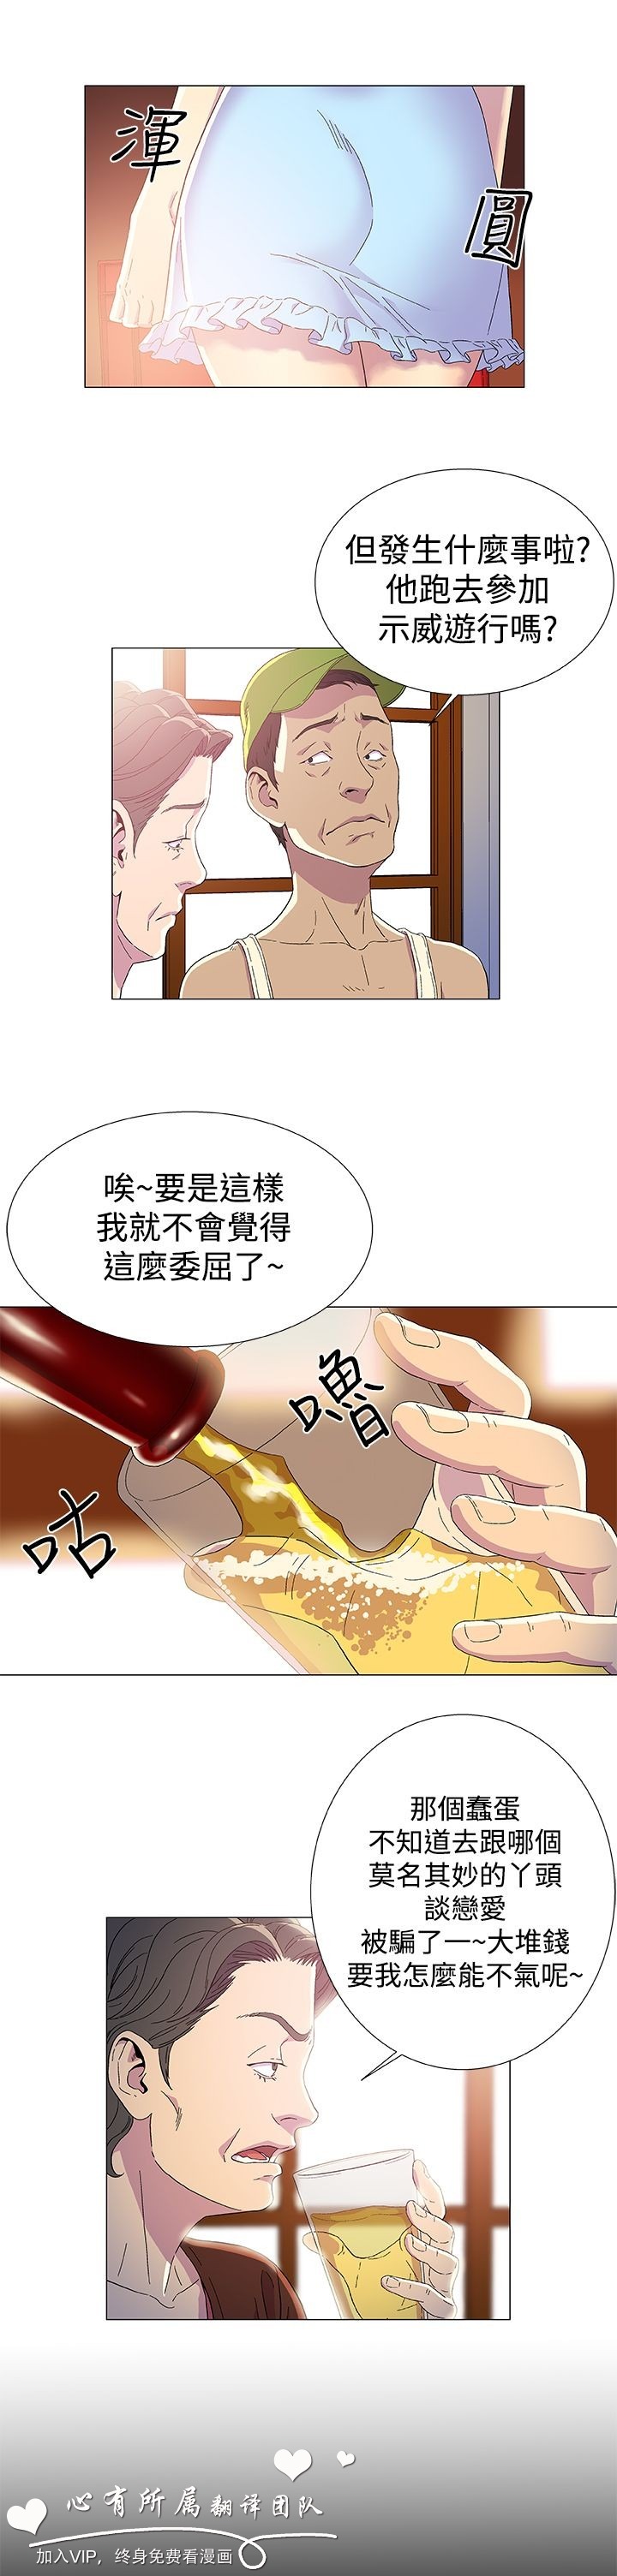 渾
圓
但發生什麼事啦?
他跑去參加
示威遊行嗎?
唉~要是這樣
我就不會覺得
這麼委屈了~
嚕
咕
那個蠢蛋
不知道去跟哪個
莫名其妙的丫頭
談戀愛
被騙了一~大堆錢
要我怎麼能不氣呢~
心有所属翻译团队
加入VIP，终身免费看漫画